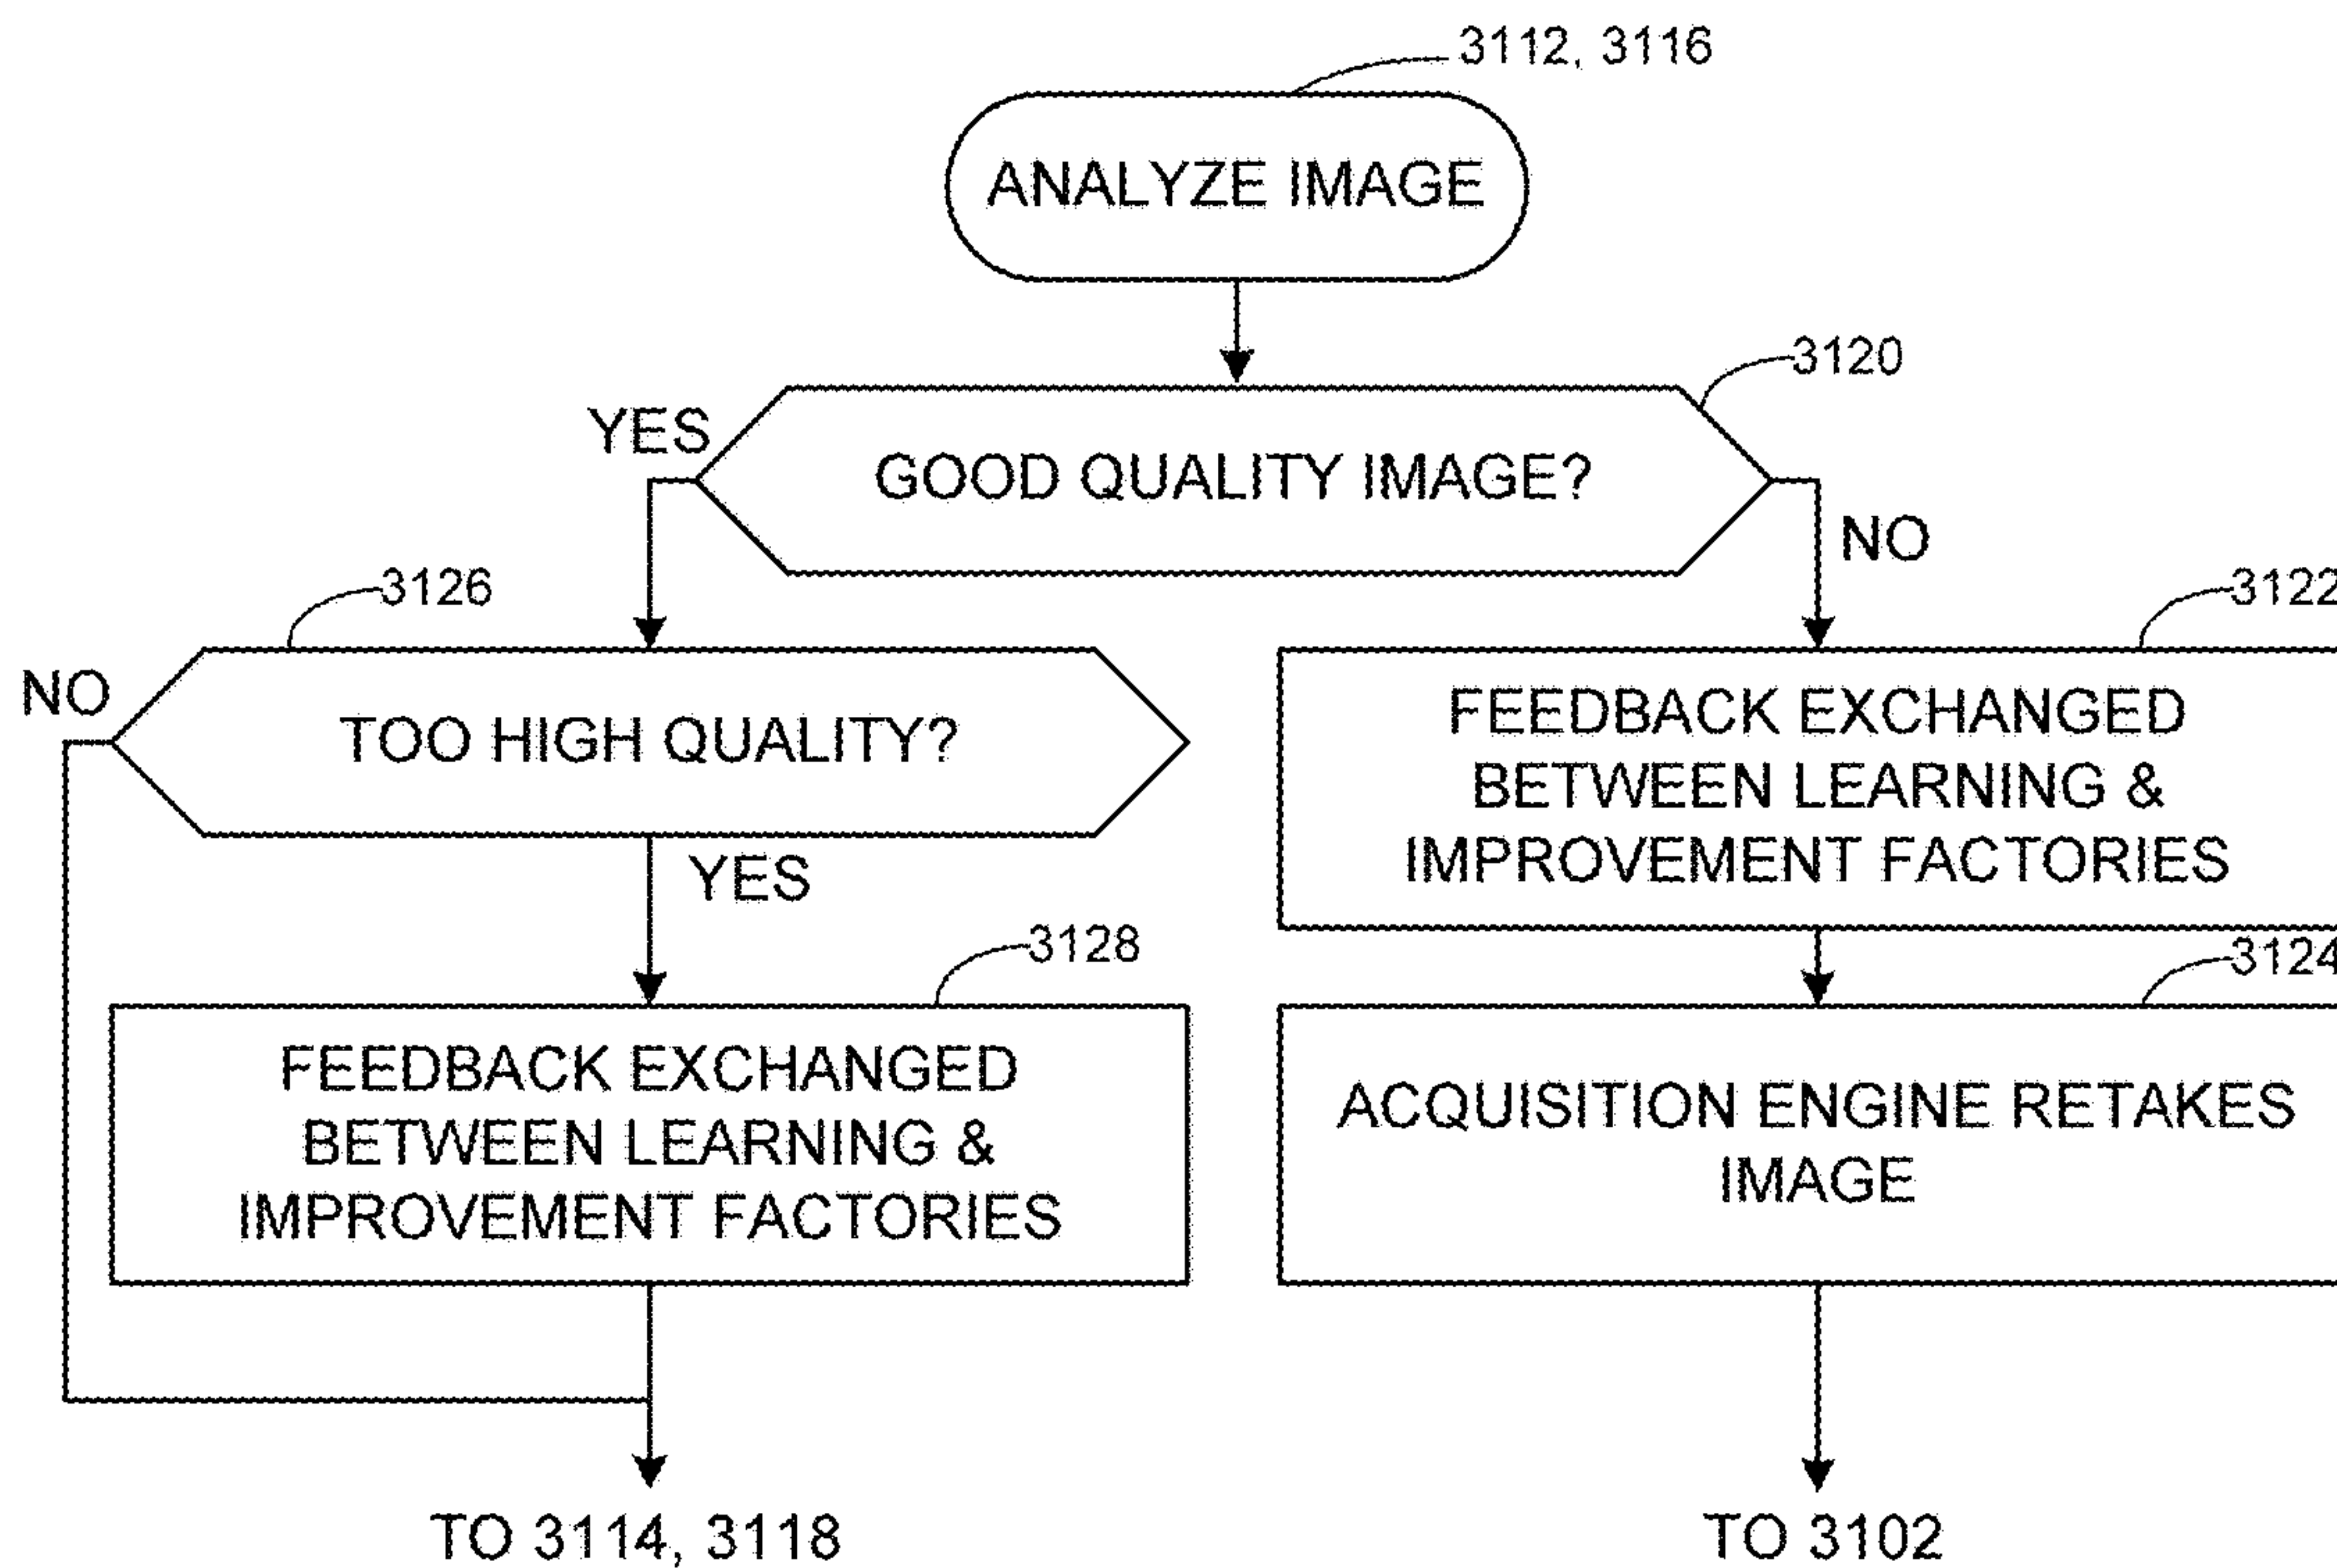 3112, 3116
ANALYZE IMAGE
3120
YES
GOOD QUALITY IMAGE?
NO
3126
3122
NO
TOO HIGH QUALITY?
YES
FEEDBACK EXCHANGED
BETWEEN LEARNING &
IMPROVEMENT FACTORIES
3128
3124
FEEDBACK EXCHANGED
BETWEEN LEARNING &
IMPROVEMENT FACTORIES
ACQUISITION ENGINE RETAKES
IMAGE
TO 3114, 3118
TO 3102